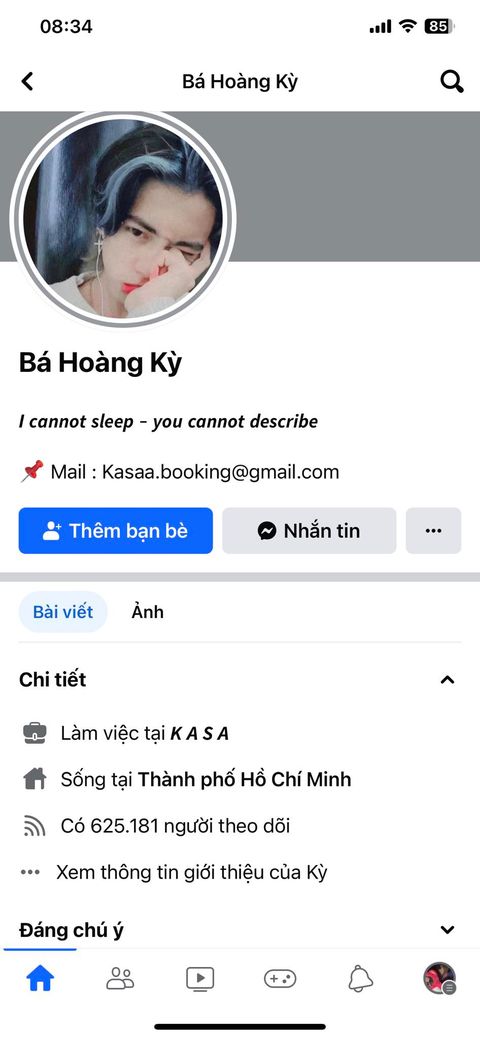 08:34
85
Bá Hoàng Kỳ
Bá Hoàng Kỳ
I cannot sleep - you cannot describe
📌 Mail : Kasaa.booking@gmail.com
Thêm bạn bè
Nhắn tin
Bài viết Ảnh
Chi tiết
Làm việc tại K A S A
Sống tại Thành phố Hồ Chí Minh
Có 625.181 người theo dõi
Xem thông tin giới thiệu của Kỳ
Đáng chú ý